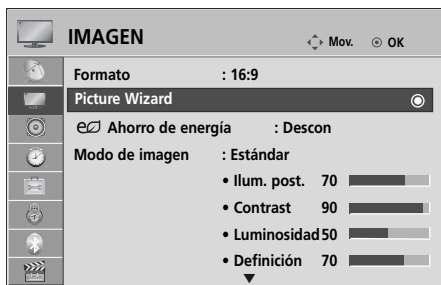 IMAGEN Mov. OK
Formato : 16:9
Picture Wizard
Ahorro de energía : Descon
Modo de imagen : Estándar
• Ilum. post. 70
• Contrast 90
• Luminosidad 50
• Definición 70